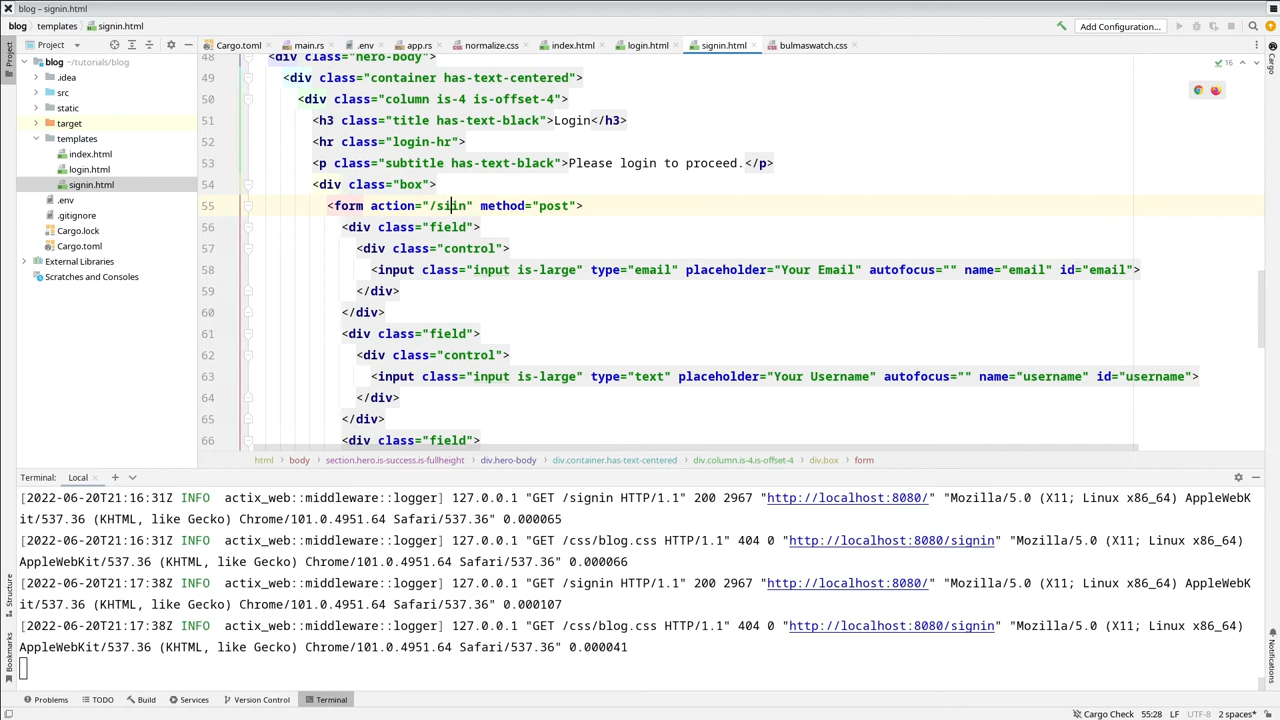 blog – signin.html
blog templates signin.html Add Configuration...
Project Cargo.toml main.rs .env app.rs normalize.css index.html login.html signin.html bulmaswatch.css
Project
Cargo
blog ~/tutorials/blog
.idea
src
static
target
templates
index.html
login.html
signin.html
.env
.gitignore
Cargo.lock
Cargo.toml
External Libraries
Scratches and Consoles
16
48 <div class="hero-body">
49 <div class="container has-text-centered">
50 <div class="column is-4 is-offset-4">
51 <h3 class="title has-text-black">Login</h3>
52 <hr class="login-hr">
53 <p class="subtitle has-text-black">Please login to proceed.</p>
54 <div class="box">
55 <form action="/siin" method="post">
56 <div class="field">
57 <div class="control">
58 <input class="input is-large" type="email" placeholder="Your Email" autofocus="" name="email" id="email">
59 </div>
60 </div>
61 <div class="field">
62 <div class="control">
63 <input class="input is-large" type="text" placeholder="Your Username" autofocus="" name="username" id="username">
64 </div>
65 </div>
66 <div class="field">
html body section.hero.is-success.is-fullheight div.hero-body div.container.has-text-centered div.column.is-4.is-offset-4 div.box form
Terminal: Local
[2022-06-20T21:16:31Z INFO actix_web::middleware::logger] 127.0.0.1 "GET /signin HTTP/1.1" 200 2967 "http://localhost:8080/" "Mozilla/5.0 (X11; Linux x86_64) AppleWebK
it/537.36 (KHTML, like Gecko) Chrome/101.0.4951.64 Safari/537.36" 0.000065
[2022-06-20T21:16:31Z INFO actix_web::middleware::logger] 127.0.0.1 "GET /css/blog.css HTTP/1.1" 404 0 "http://localhost:8080/signin" "Mozilla/5.0 (X11; Linux x86_64)
AppleWebKit/537.36 (KHTML, like Gecko) Chrome/101.0.4951.64 Safari/537.36" 0.000066
[2022-06-20T21:17:38Z INFO actix_web::middleware::logger] 127.0.0.1 "GET /signin HTTP/1.1" 200 2967 "http://localhost:8080/" "Mozilla/5.0 (X11; Linux x86_64) AppleWebK
it/537.36 (KHTML, like Gecko) Chrome/101.0.4951.64 Safari/537.36" 0.000107
[2022-06-20T21:17:38Z INFO actix_web::middleware::logger] 127.0.0.1 "GET /css/blog.css HTTP/1.1" 404 0 "http://localhost:8080/signin" "Mozilla/5.0 (X11; Linux x86_64)
AppleWebKit/537.36 (KHTML, like Gecko) Chrome/101.0.4951.64 Safari/537.36" 0.000041
Structure
Bookmarks
Notifications
Problems TODO Build Services Version Control Terminal
Cargo Check 55:28 LF UTF-8 2 spaces*